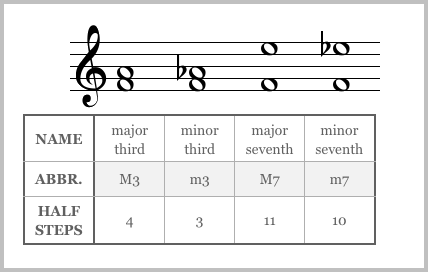 NAME major third minor third major seventh minor seventh
ABBR. M3 m3 M7 m7
HALF STEPS 4 3 11 10